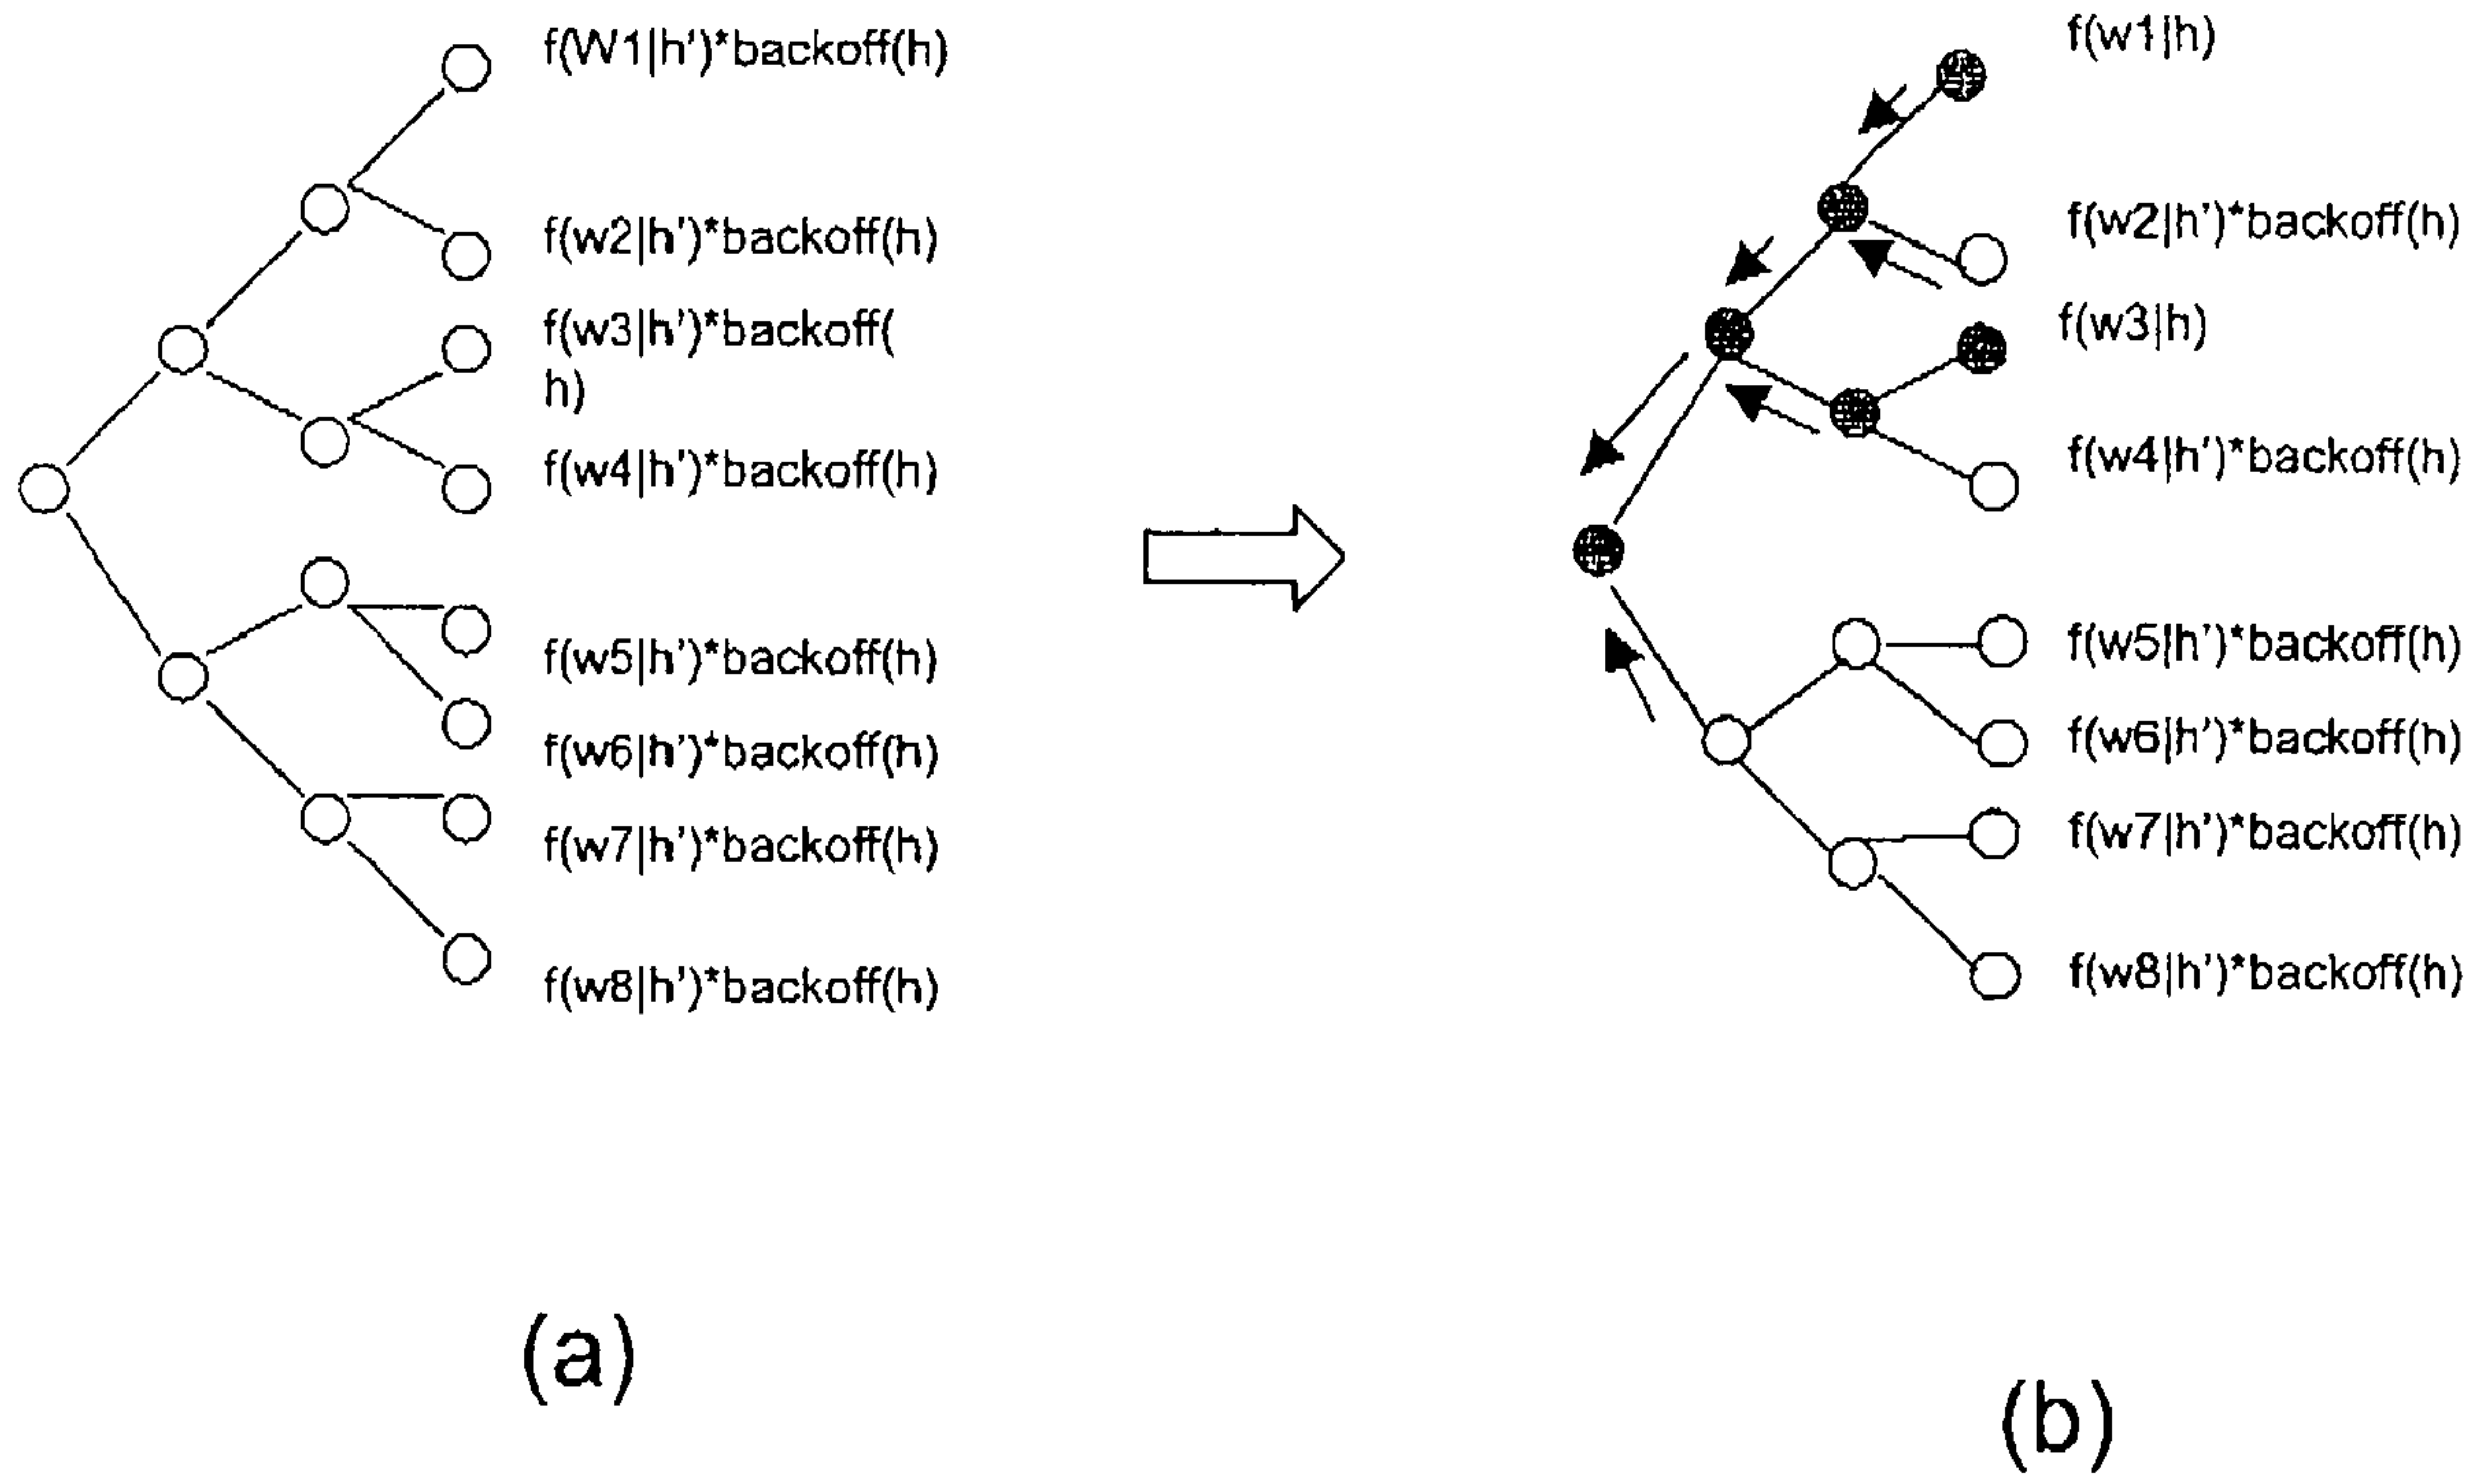 f(W1|h')*backoff(h)
f(w2|h')*backoff(h)
f(w3|h')*backoff(
h)
f(w4|h')*backoff(h)
f(w5|h')*backoff(h)
f(w6|h')*backoff(h)
f(w7|h')*backoff(h)
f(w8|h')*backoff(h)
(a)
f(w1|h)
f(w2|h')*backoff(h)
f(w3|h)
f(w4|h')*backoff(h)
f(w5|h')*backoff(h)
f(w6|h')*backoff(h)
f(w7|h')*backoff(h)
f(w8|h')*backoff(h)
(b)